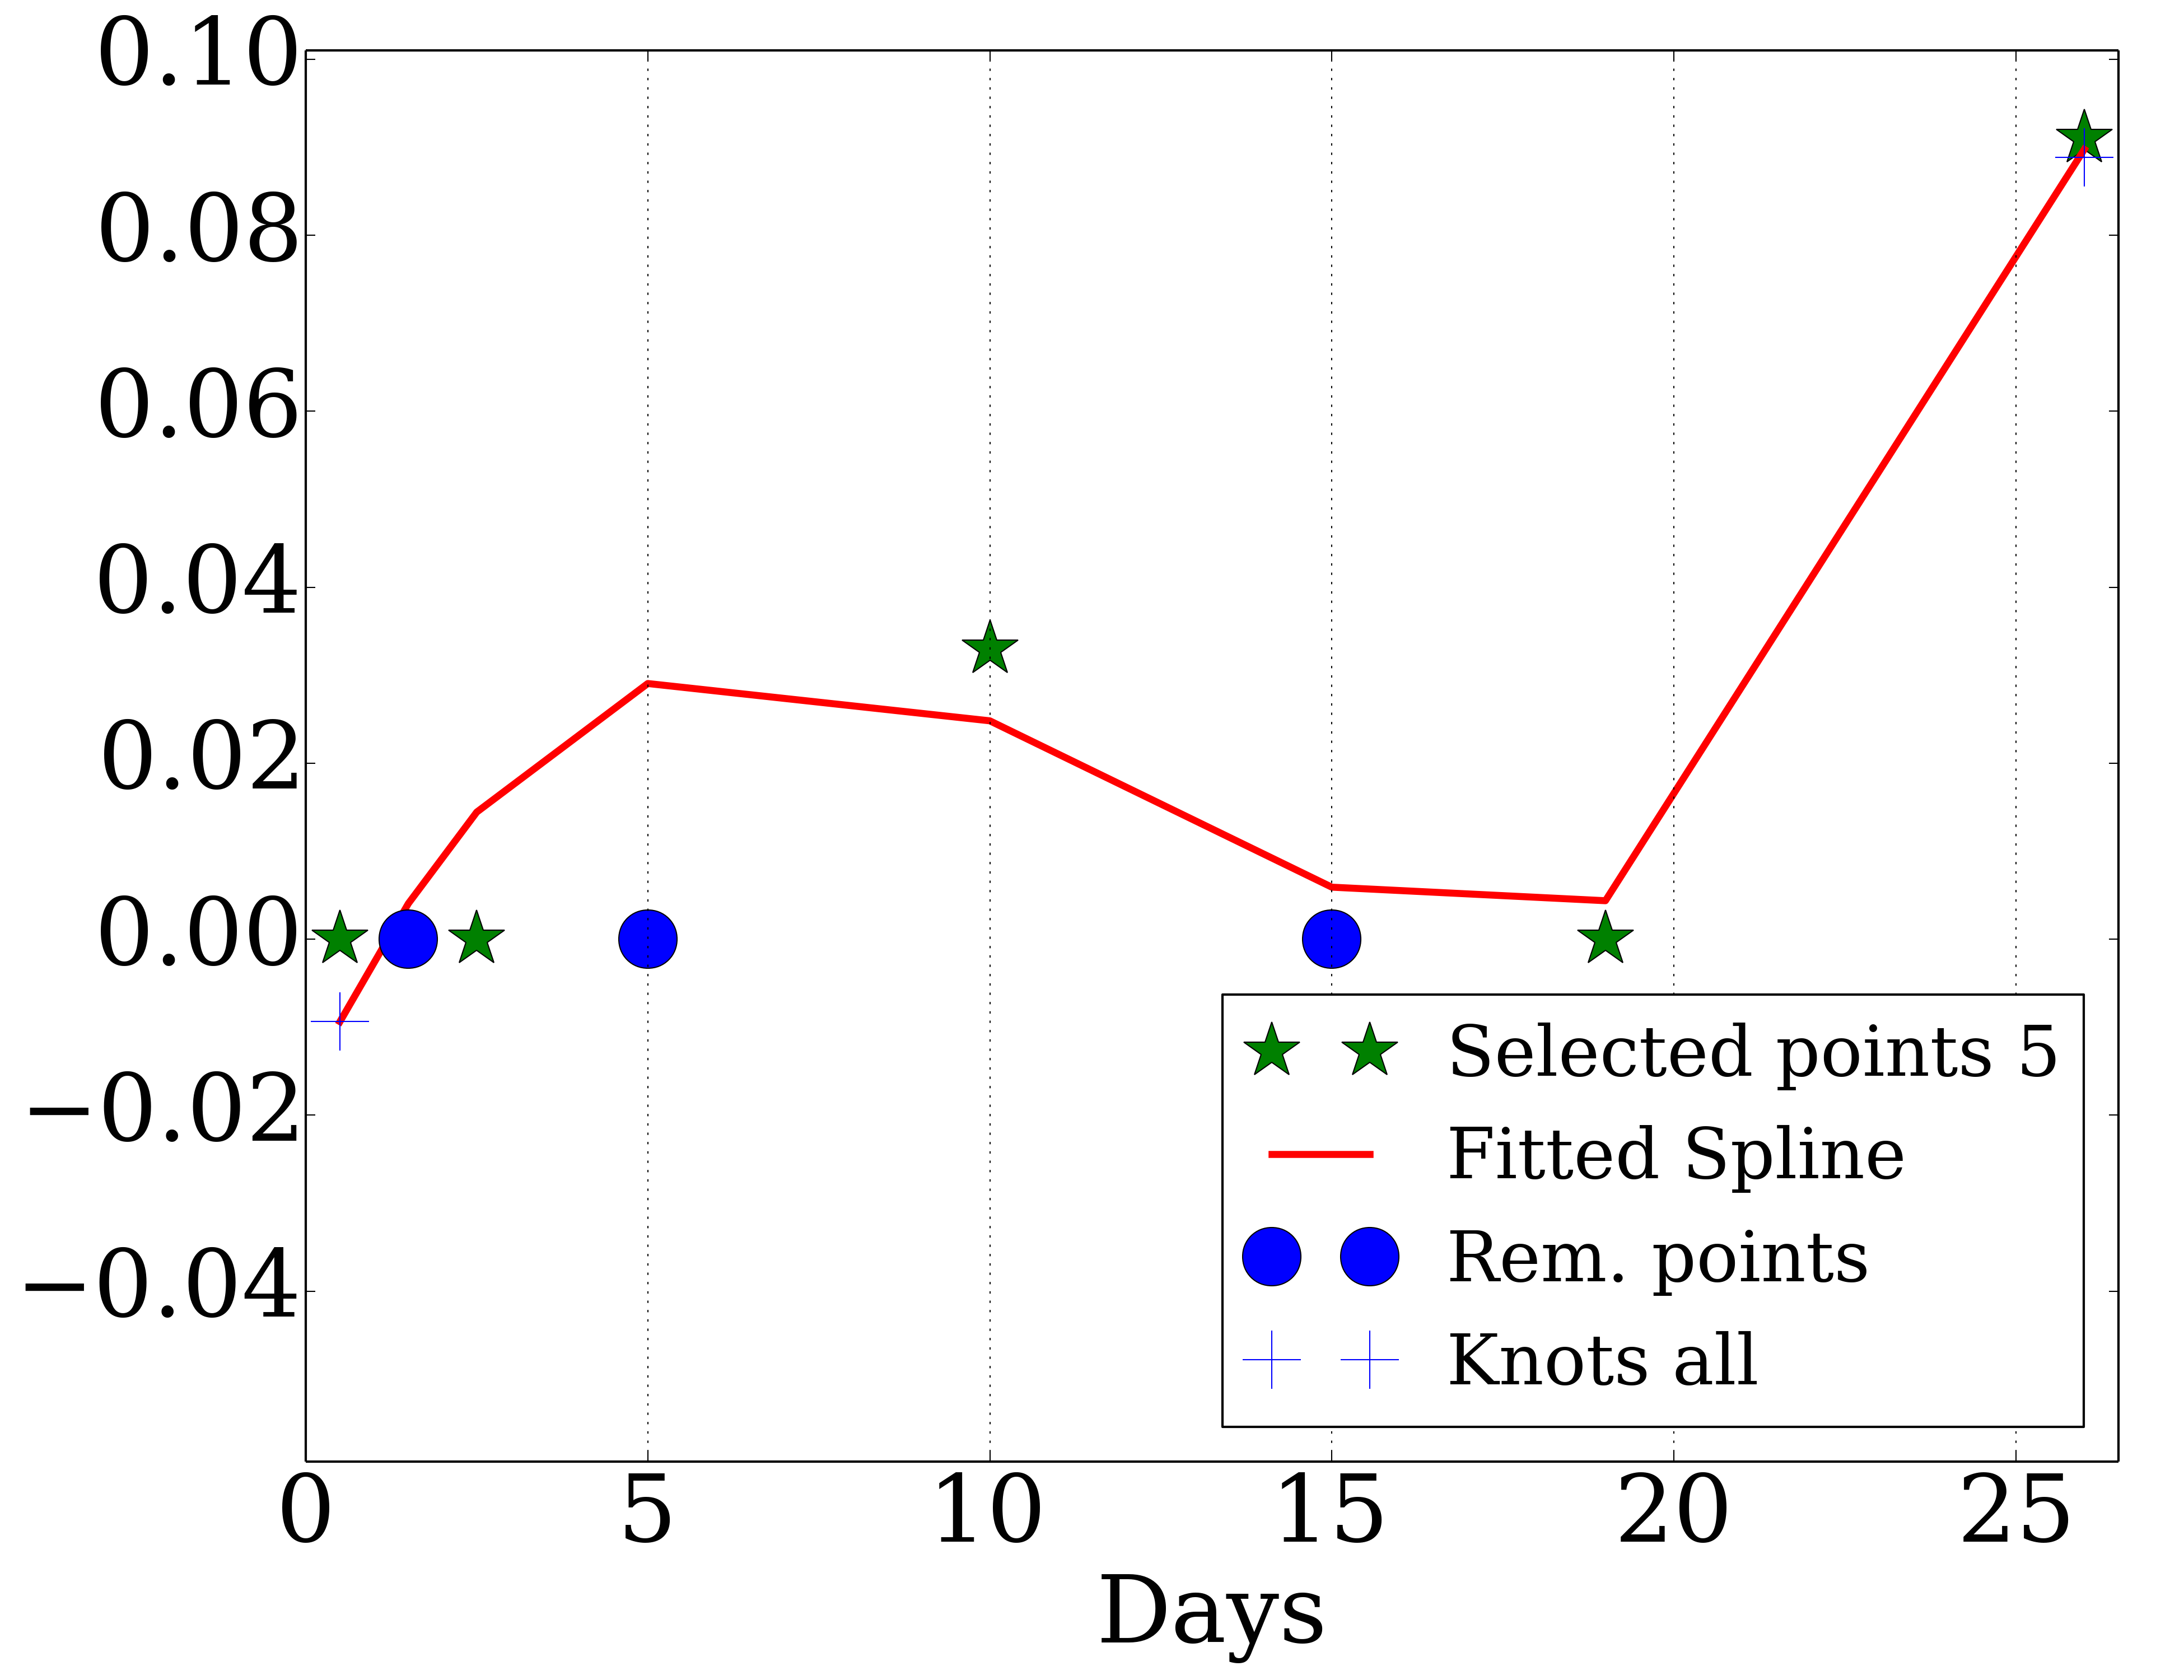 0.10
0.08
0.06
0.04
0.02
0.00
−0.02
−0.04
Selected points 5
Fitted Spline
Rem. points
Knots all
0 5 10 15 20 25
Days